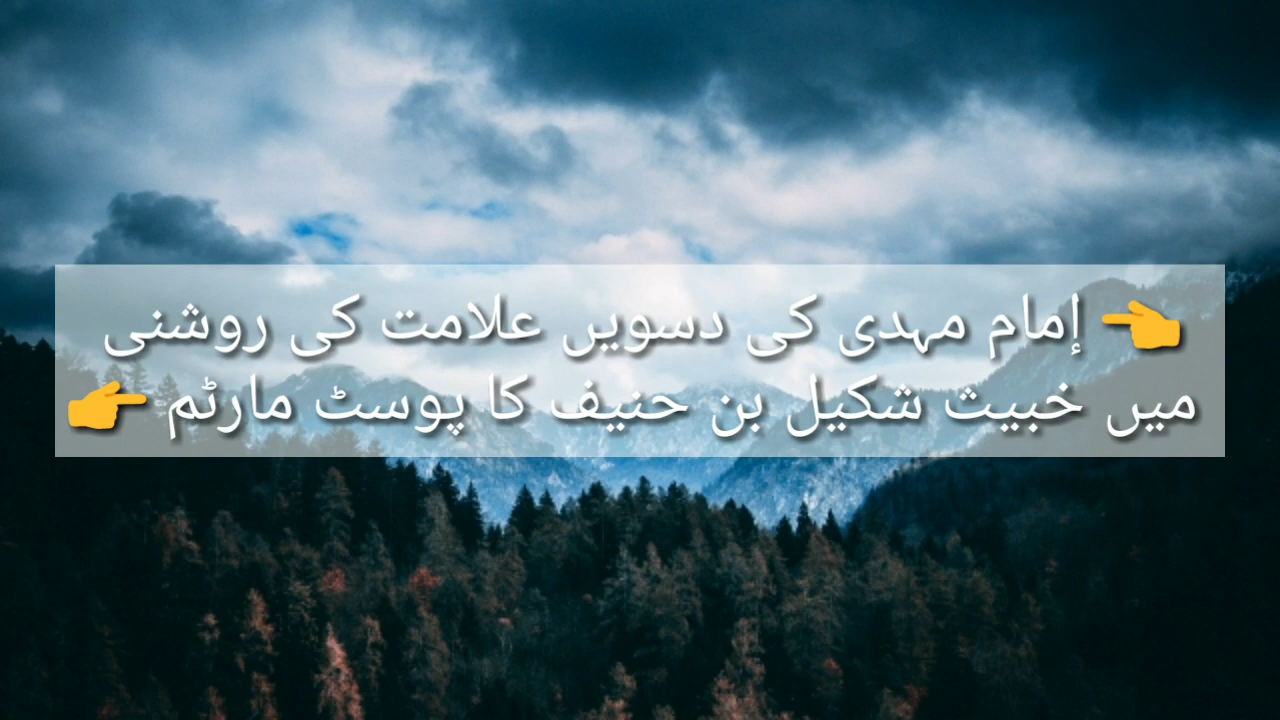 👈 إمام مہدی کی دسویں علامت کی روشنی
میں خبیث شکیل بن حنیف کا پوسٹ مارٹم 👉